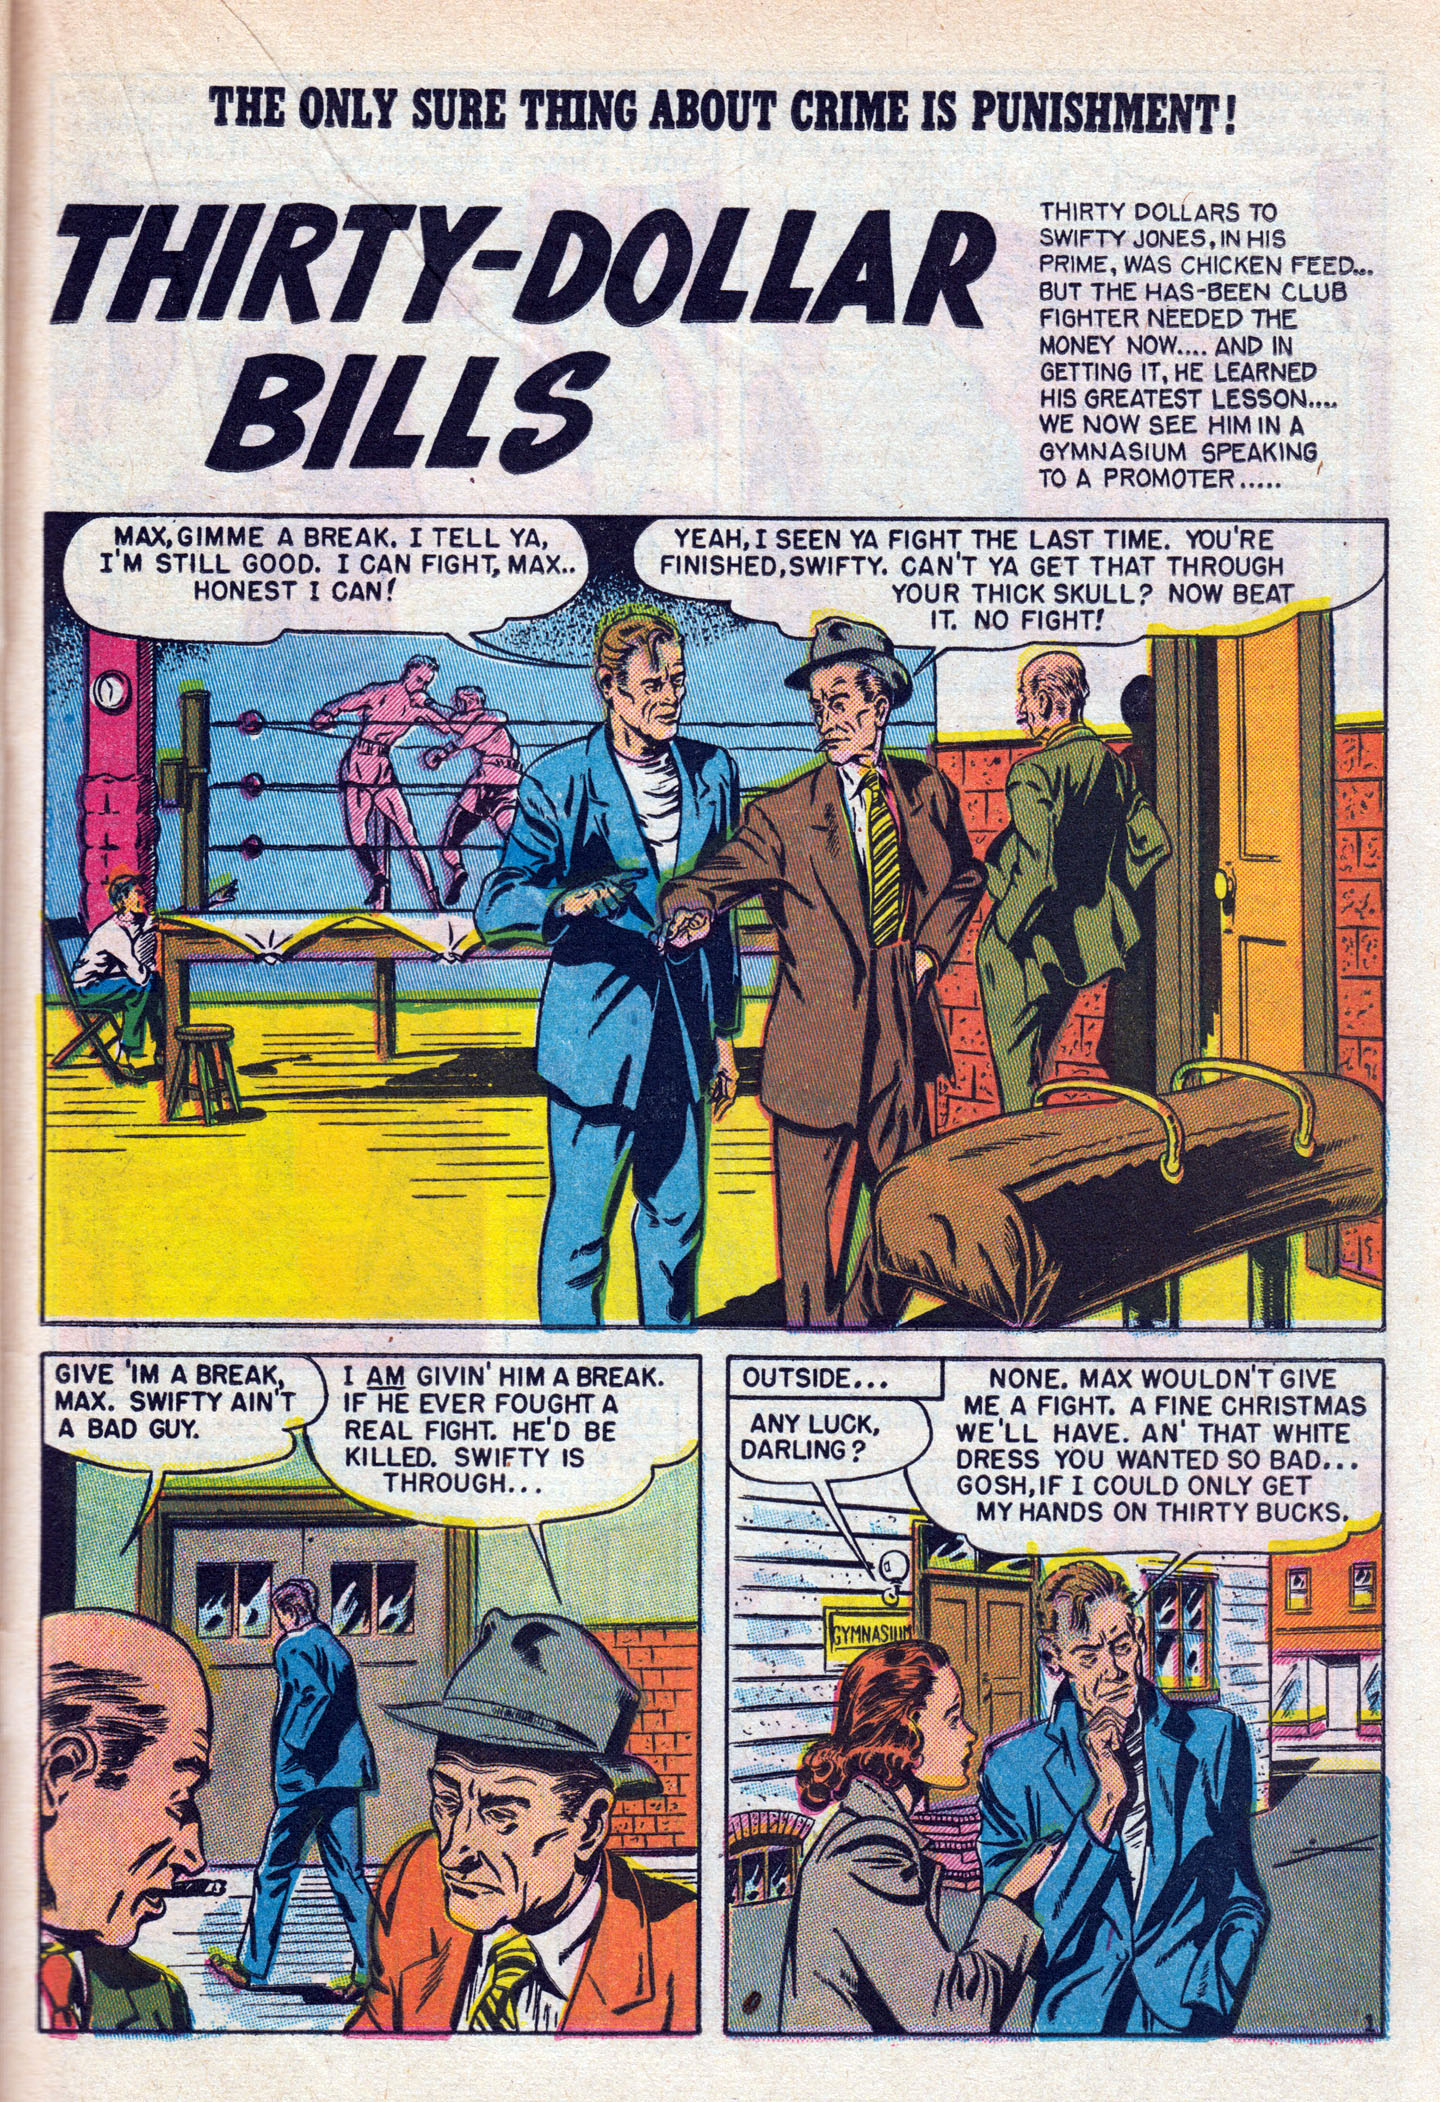 THE ONLY SURE THING ABOUT CRIME IS PUNISHMENT!
THIRTY-DOLLAR
BILLS
THIRTY DOLLARS TO
SWIFTY JONES, IN HIS
PRIME, WAS CHICKEN FEED...
BUT THE HAS-BEEN CLUB
FIGHTER NEEDED THE
MONEY NOW.... AND IN
GETTING IT, HE LEARNED
HIS GREATEST LESSON....
WE NOW SEE HIM IN A
GYMNASIUM SPEAKING
TO A PROMOTER.....
MAX, GIMME A BREAK. I TELL YA,
I'M STILL GOOD. I CAN FIGHT, MAX..
HONEST I CAN!
YEAH, I SEEN YA FIGHT THE LAST TIME. YOU'RE
FINISHED, SWIFTY. CAN'T YA GET THAT THROUGH
YOUR THICK SKULL? NOW BEAT
IT. NO FIGHT!
GIVE 'IM A BREAK,
MAX. SWIFTY AIN'T
A BAD GUY.
I AM GIVIN' HIM A BREAK.
IF HE EVER FOUGHT A
REAL FIGHT. HE'D BE
KILLED. SWIFTY IS
THROUGH...
OUTSIDE...
ANY LUCK,
DARLING?
NONE. MAX WOULDN'T GIVE
ME A FIGHT. A FINE CHRISTMAS
WE'LL HAVE. AN' THAT WHITE
DRESS YOU WANTED SO BAD...
GOSH, IF I COULD ONLY GET
MY HANDS ON THIRTY BUCKS.
GYMNASIUM
1